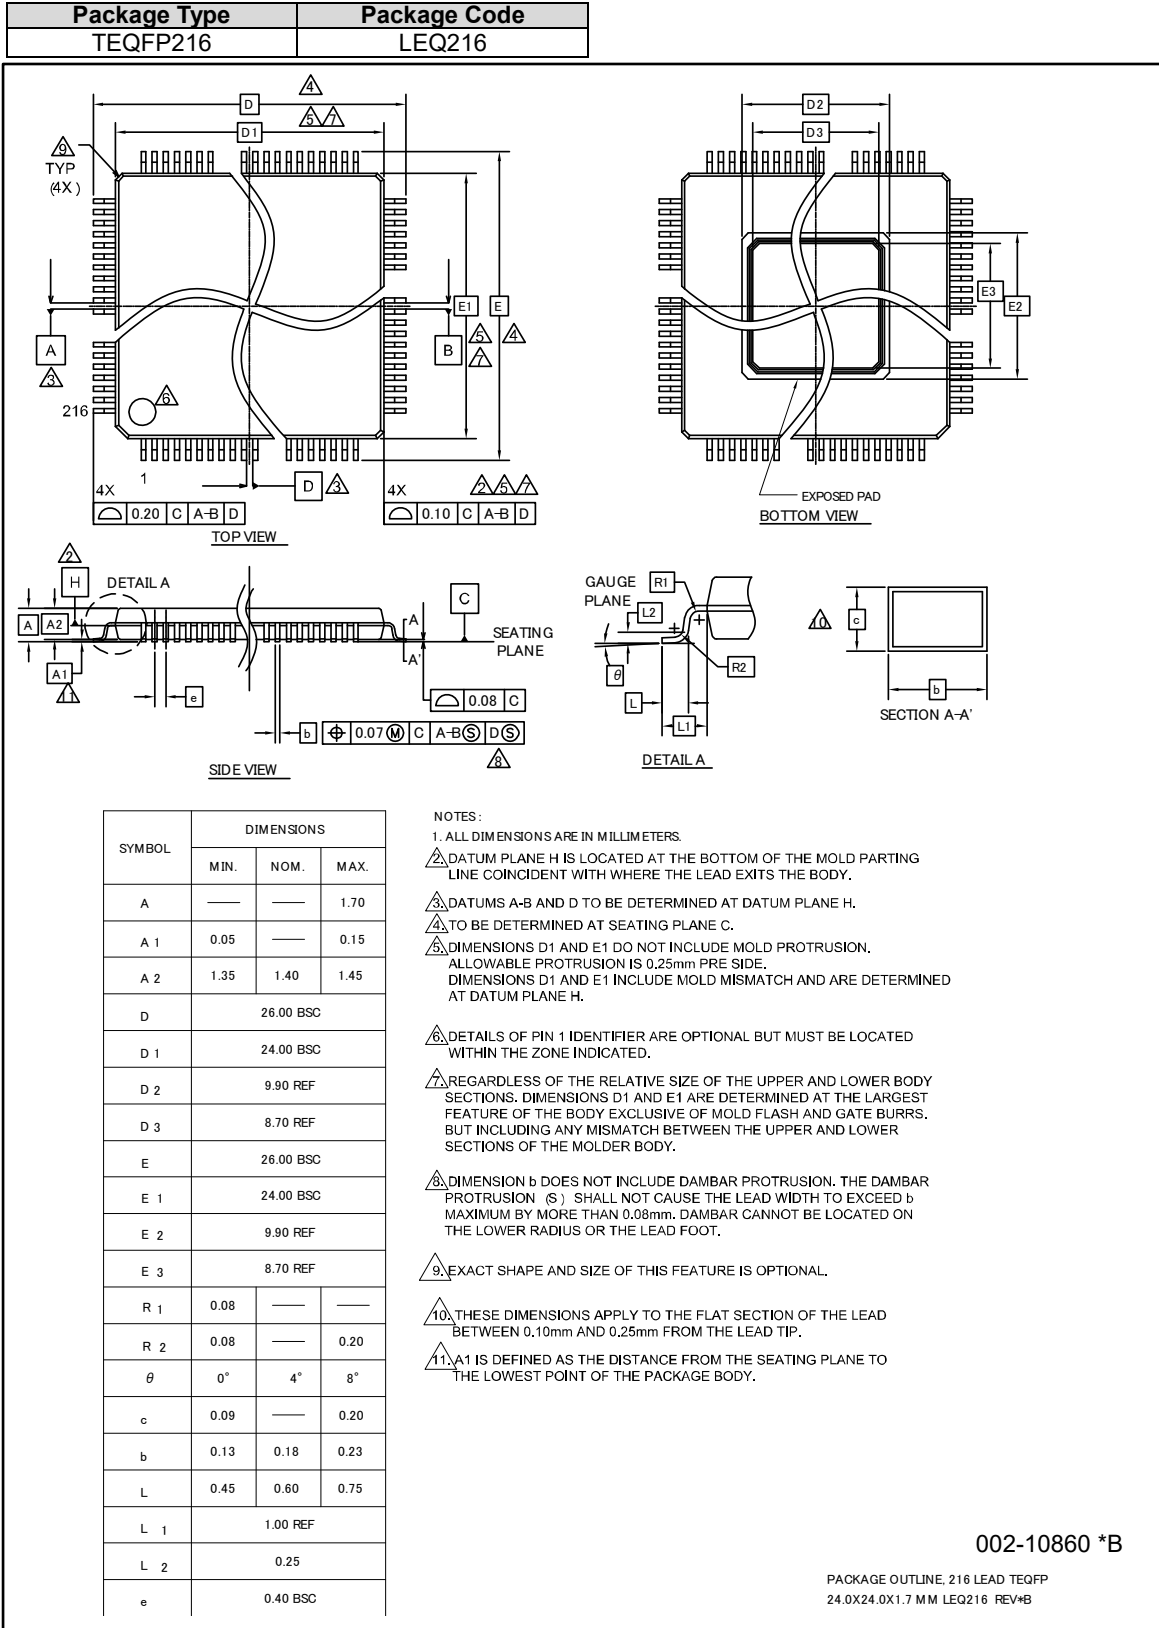 Package Type Package Code
TEQFP216 LEQ216
D 4
D1 5 7
9
TYP
(4X)
E1 E
5 4
7
A
3
B
6
216
1
D 3
4X
0.20 C A-B D
4X
2 5 7
0.10 C A-B D
TOP VIEW
D2
D3
E3
E2
EXPOSED PAD
BOTTOM VIEW
2
H DETAIL A
C
A A2
A
SEATING
PLANE
A'
A1
11
e
0.08 C
b 0.07 M C A-B S D S
8
SIDE VIEW
GAUGE
PLANE
R1
L2
R2
θ
L
L1
DETAIL A
10
c
b
SECTION A-A'
SYMBOL DIMENSIONS
MIN. NOM. MAX.
A —— —— 1.70
A 1 0.05 —— 0.15
A 2 1.35 1.40 1.45
D 26.00 BSC
D 1 24.00 BSC
D 2 9.90 REF
D 3 8.70 REF
E 26.00 BSC
E 1 24.00 BSC
E 2 9.90 REF
E 3 8.70 REF
R 1 0.08 —— ——
R 2 0.08 —— 0.20
θ 0° 4° 8°
c 0.09 —— 0.20
b 0.13 0.18 0.23
L 0.45 0.60 0.75
L 1 1.00 REF
L 2 0.25
e 0.40 BSC
NOTES :
1. ALL DIMENSIONS ARE IN MILLIMETERS.
2. DATUM PLANE H IS LOCATED AT THE BOTTOM OF THE MOLD PARTING
LINE COINCIDENT WITH WHERE THE LEAD EXITS THE BODY.
3. DATUMS A-B AND D TO BE DETERMINED AT DATUM PLANE H.
4. TO BE DETERMINED AT SEATING PLANE C.
5. DIMENSIONS D1 AND E1 DO NOT INCLUDE MOLD PROTRUSION.
ALLOWABLE PROTRUSION IS 0.25mm PRE SIDE.
DIMENSIONS D1 AND E1 INCLUDE MOLD MISMATCH AND ARE DETERMINED
AT DATUM PLANE H.
6. DETAILS OF PIN 1 IDENTIFIER ARE OPTIONAL BUT MUST BE LOCATED
WITHIN THE ZONE INDICATED.
7. REGARDLESS OF THE RELATIVE SIZE OF THE UPPER AND LOWER BODY
SECTIONS. DIMENSIONS D1 AND E1 ARE DETERMINED AT THE LARGEST
FEATURE OF THE BODY EXCLUSIVE OF MOLD FLASH AND GATE BURRS.
BUT INCLUDING ANY MISMATCH BETWEEN THE UPPER AND LOWER
SECTIONS OF THE MOLDER BODY.
8. DIMENSION b DOES NOT INCLUDE DAMBAR PROTRUSION. THE DAMBAR
PROTRUSION (S) SHALL NOT CAUSE THE LEAD WIDTH TO EXCEED b
MAXIMUM BY MORE THAN 0.08mm. DAMBAR CANNOT BE LOCATED ON
THE LOWER RADIUS OR THE LEAD FOOT.
9. EXACT SHAPE AND SIZE OF THIS FEATURE IS OPTIONAL.
10. THESE DIMENSIONS APPLY TO THE FLAT SECTION OF THE LEAD
BETWEEN 0.10mm AND 0.25mm FROM THE LEAD TIP.
11. A1 IS DEFINED AS THE DISTANCE FROM THE SEATING PLANE TO
THE LOWEST POINT OF THE PACKAGE BODY.
002-10860 *B
PACKAGE OUTLINE, 216 LEAD TEQFP
24.0X24.0X1.7 MM LEQ216 REV*B